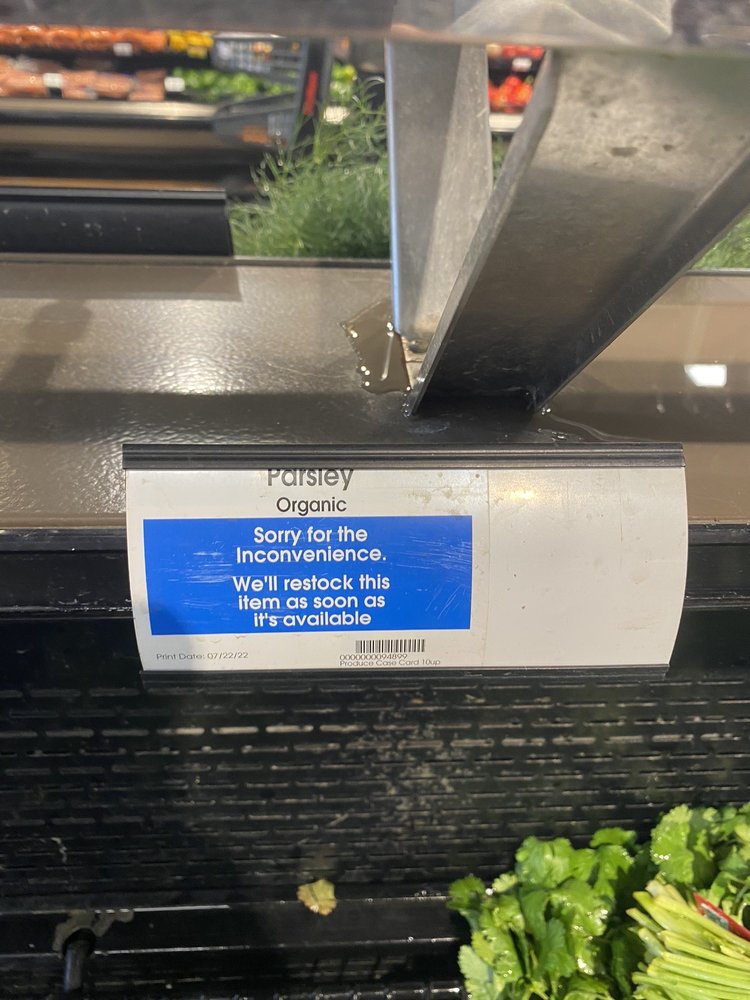 Parsley
Organic
Sorry for the
Inconvenience.
We'll restock this
item as soon as
it's available
Print Date: 07/22/22
0000000094899
Produce Case Card 10up